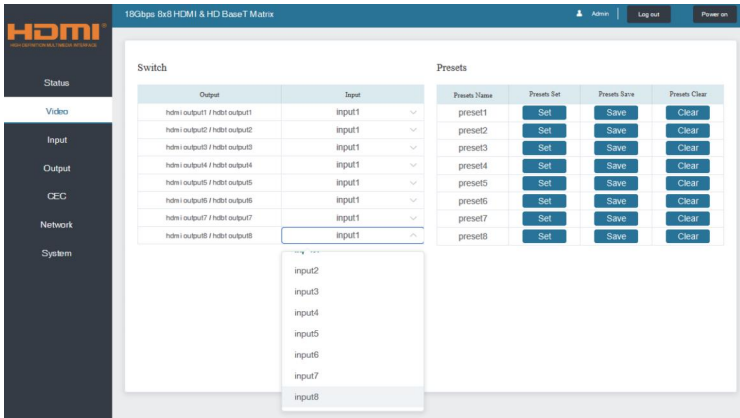 HDMI®
HIGH-DEFINITION MULTIMEDIA INTERFACE
18Gbps 8x8 HDMI & HD BaseT Matrix
Admin
Log out
Power on
Status
Video
Input
Output
CEC
Network
System
Switch
Output Input
hdmi output1 / hdbt output1 input1
hdmi output2 / hdbt output2 input1
hdmi output3 / hdbt output3 input1
hdmi output4 / hdbt output4 input1
hdmi output5 / hdbt output5 input1
hdmi output6 / hdbt output6 input1
hdmi output7 / hdbt output7 input1
hdmi output8 / hdbt output8 input1
input2
input3
input4
input5
input6
input7
input8
Presets
Presets Name Presets Set Presets Save Presets Clear
preset1 Set Save Clear
preset2 Set Save Clear
preset3 Set Save Clear
preset4 Set Save Clear
preset5 Set Save Clear
preset6 Set Save Clear
preset7 Set Save Clear
preset8 Set Save Clear